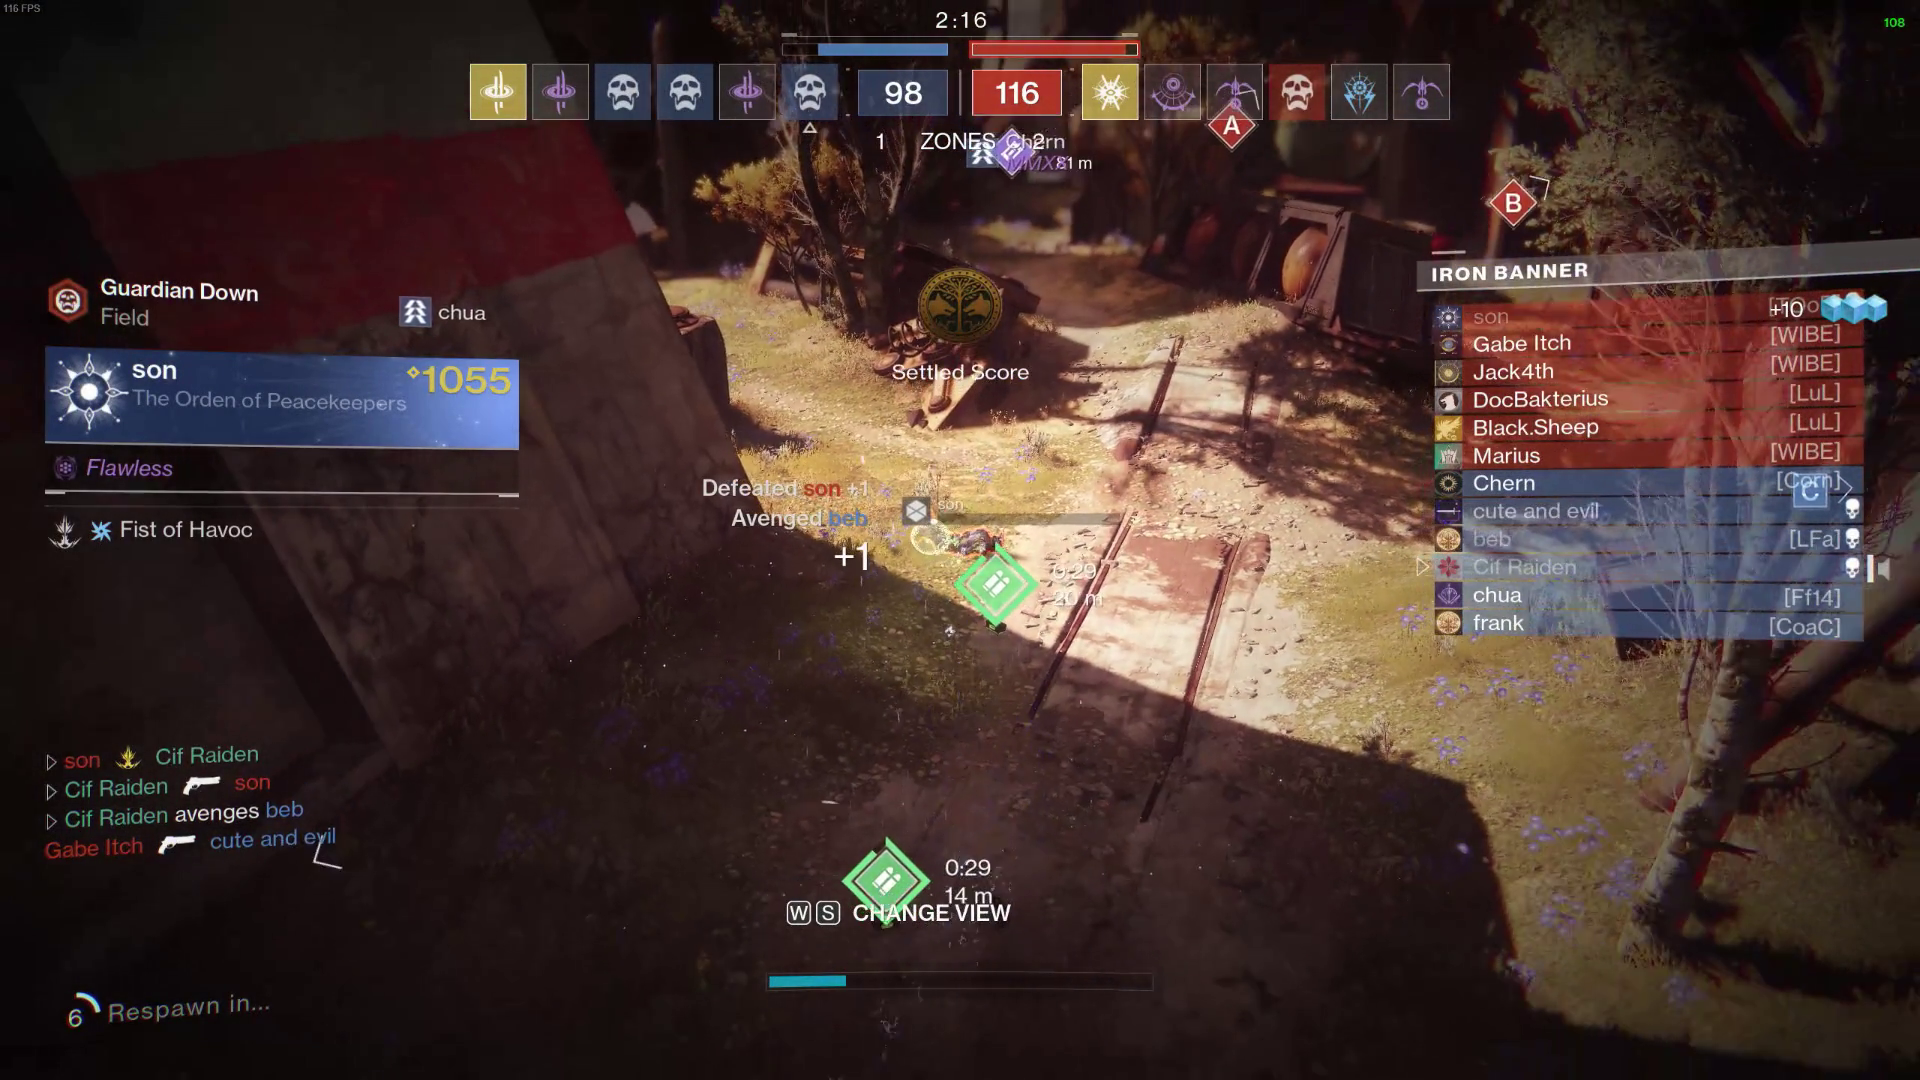 116 FPS
108
2:16
98
116
1 ZONES 2
Chern
81 m
A
B
Guardian Down
Field
chua
son
1055
The Orden of Peacekeepers
Flawless
Fist of Havoc
Settled Score
Defeated son +1
Avenged beb
+1
son
0:29
20 m
IRON BANNER
son
+10
Gabe Itch [WIBE]
Jack4th [WIBE]
DocBakterius [LuL]
Black.Sheep [LuL]
Marius [WIBE]
Chern [Corn]
C
cute and evil
beb [LFa]
Cif Raiden
chua [Ff14]
frank [CoaC]
son Cif Raiden
Cif Raiden son
Cif Raiden avenges beb
Gabe Itch cute and evil
0:29
14 m
W S CHANGE VIEW
6 Respawn in...